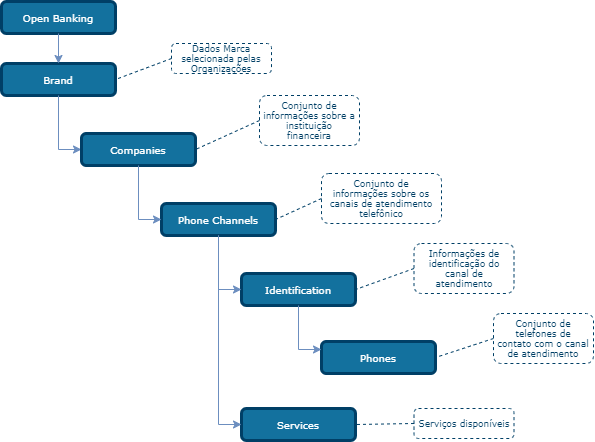 Open Banking
Dados Marca
selecionada pelas
Organizações
Brand
Conjunto de
informações sobre a
instituição
financeira
Companies
Conjunto de
informações sobre os
canais de atendimento
telefônico
Phone Channels
Informações de
identificação do
canal de
atendimento
Identification
Conjunto de
telefones de
contato com o canal
de atendimento
Phones
Services
Serviços disponíveis